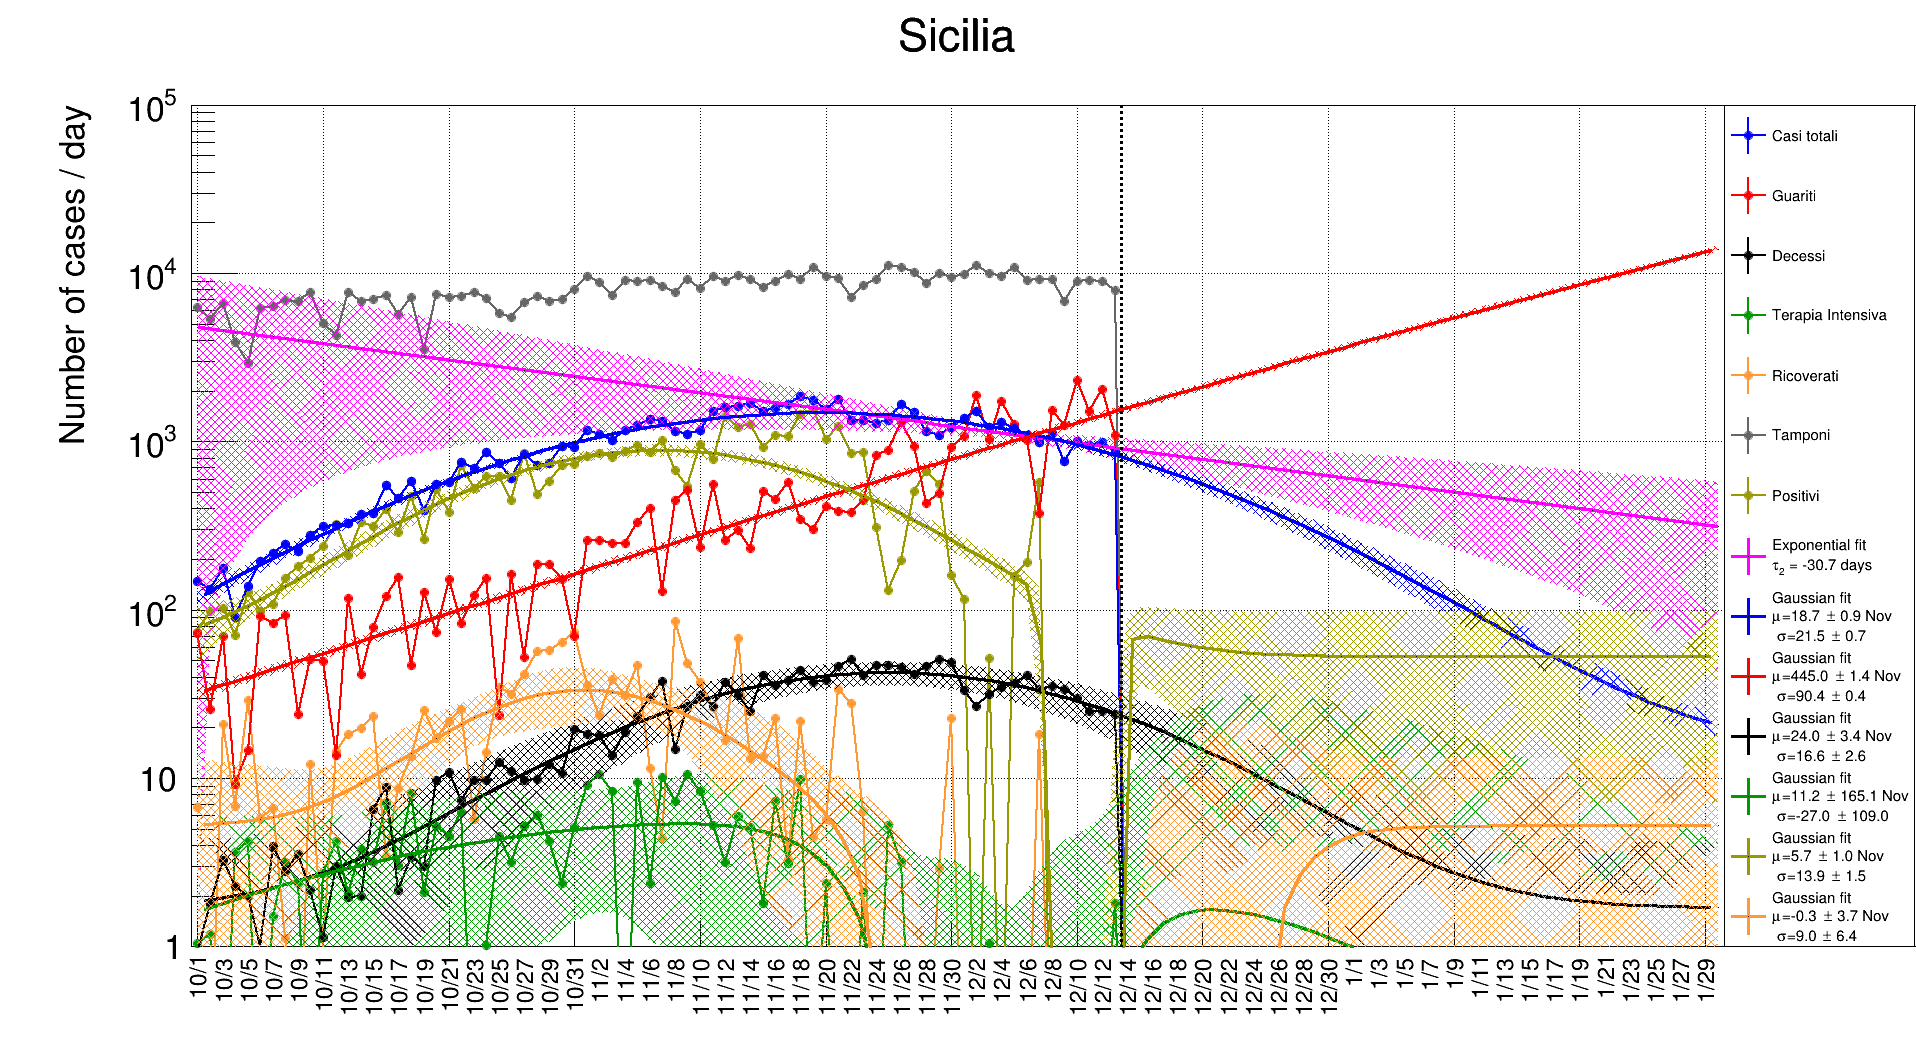 Sicilia
Number of cases / day
10^5
10^4
10^3
10^2
10
1
10/1
10/3
10/5
10/7
10/9
10/11
10/13
10/15
10/17
10/19
10/21
10/23
10/25
10/27
10/29
10/31
11/2
11/4
11/6
11/8
11/10
11/12
11/14
11/16
11/18
11/20
11/22
11/24
11/26
11/28
11/30
12/2
12/4
12/6
12/8
12/10
12/12
12/14
12/16
12/18
12/20
12/22
12/24
12/26
12/28
12/30
1/1
1/3
1/5
1/7
1/9
1/11
1/13
1/15
1/17
1/19
1/21
1/23
1/25
1/27
1/29
Casi totali
Guariti
Decessi
Terapia Intensiva
Ricoverati
Tamponi
Positivi
Exponential fit
τ₂ = -30.7 days
Gaussian fit
μ=18.7 ± 0.9 Nov
σ=21.5 ± 0.7
Gaussian fit
μ=445.0 ± 1.4 Nov
σ=90.4 ± 0.4
Gaussian fit
μ=24.0 ± 3.4 Nov
σ=16.6 ± 2.6
Gaussian fit
μ=11.2 ± 165.1 Nov
σ=-27.0 ± 109.0
Gaussian fit
μ=5.7 ± 1.0 Nov
σ=13.9 ± 1.5
Gaussian fit
μ=-0.3 ± 3.7 Nov
σ=9.0 ± 6.4